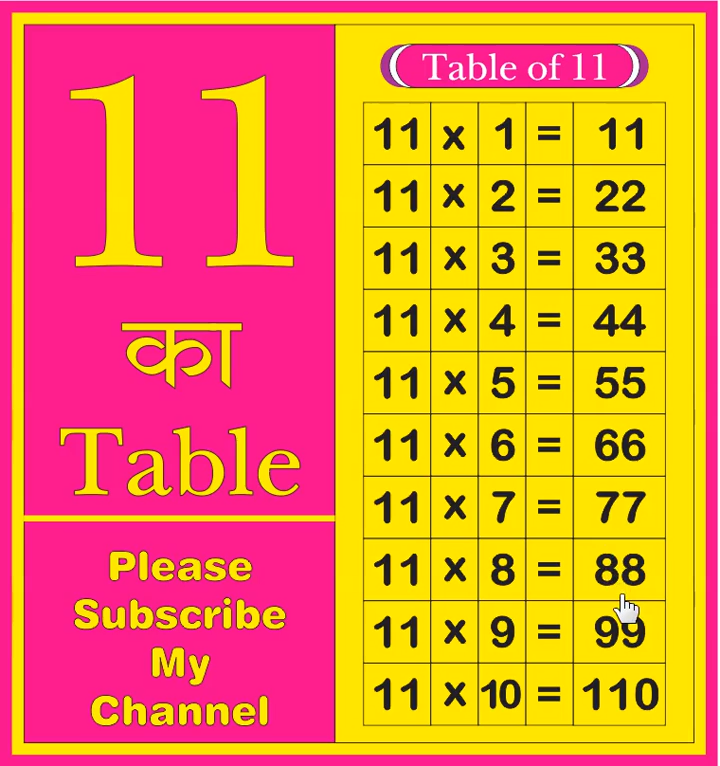 11
का
Table
Please
Subscribe
My
Channel
Table of 11
11 x 1 = 11
11 x 2 = 22
11 x 3 = 33
11 x 4 = 44
11 x 5 = 55
11 x 6 = 66
11 x 7 = 77
11 x 8 = 88
11 x 9 = 99
11 x 10 = 110